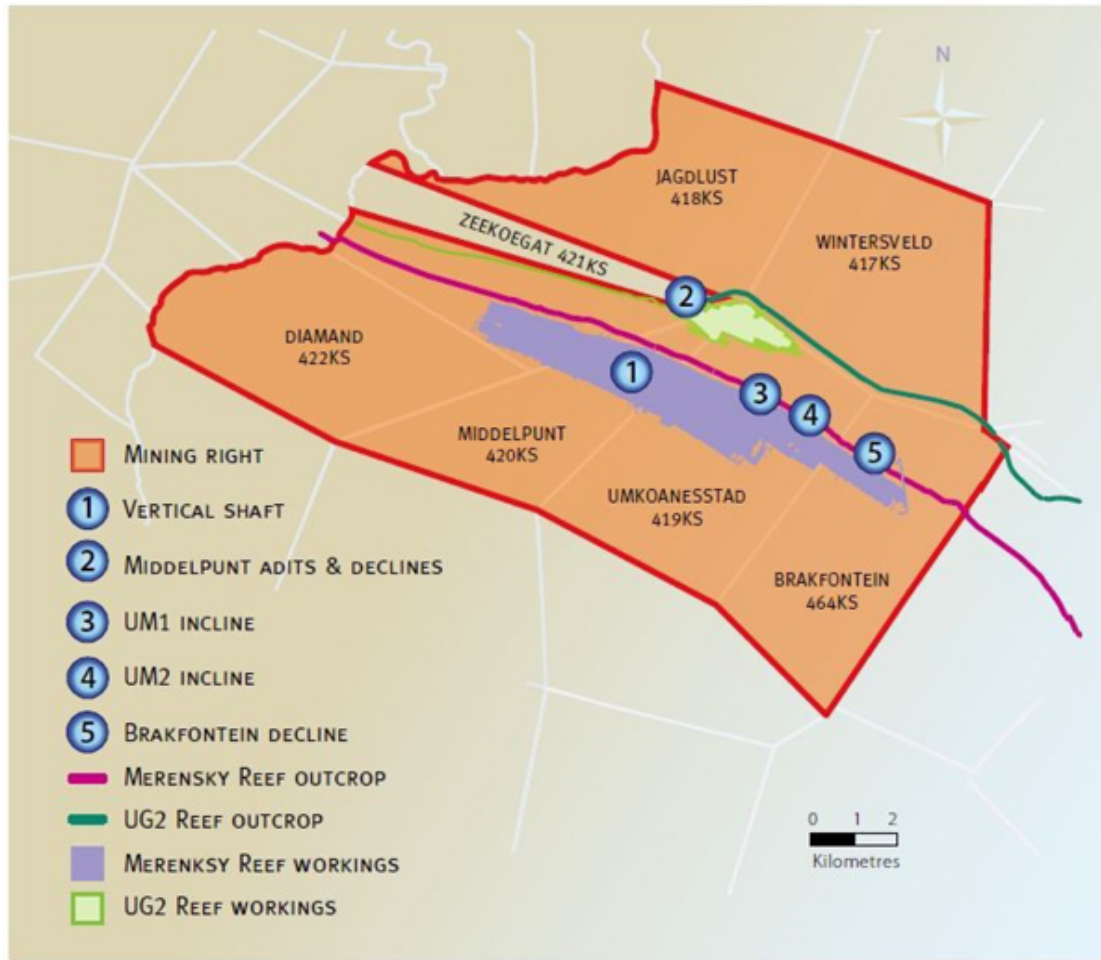 N
JAGDLUST
418KS
WINTERSVELD
417KS
ZEEKOEGAT 421KS
2
DIAMAND
422KS
1
3
4
5
MIDDELPUNT
420KS
UMKOANESSTAD
419KS
BRAKFONTEIN
464KS
MINING RIGHT
1 VERTICAL SHAFT
2 MIDDELPUNT ADITS & DECLINES
3 UM1 INCLINE
4 UM2 INCLINE
5 BRAKFONTEIN DECLINE
MERENSKY REEF OUTCROP
UG2 REEF OUTCROP
MERENKSY REEF WORKINGS
UG2 REEF WORKINGS
0 1 2
Kilometres